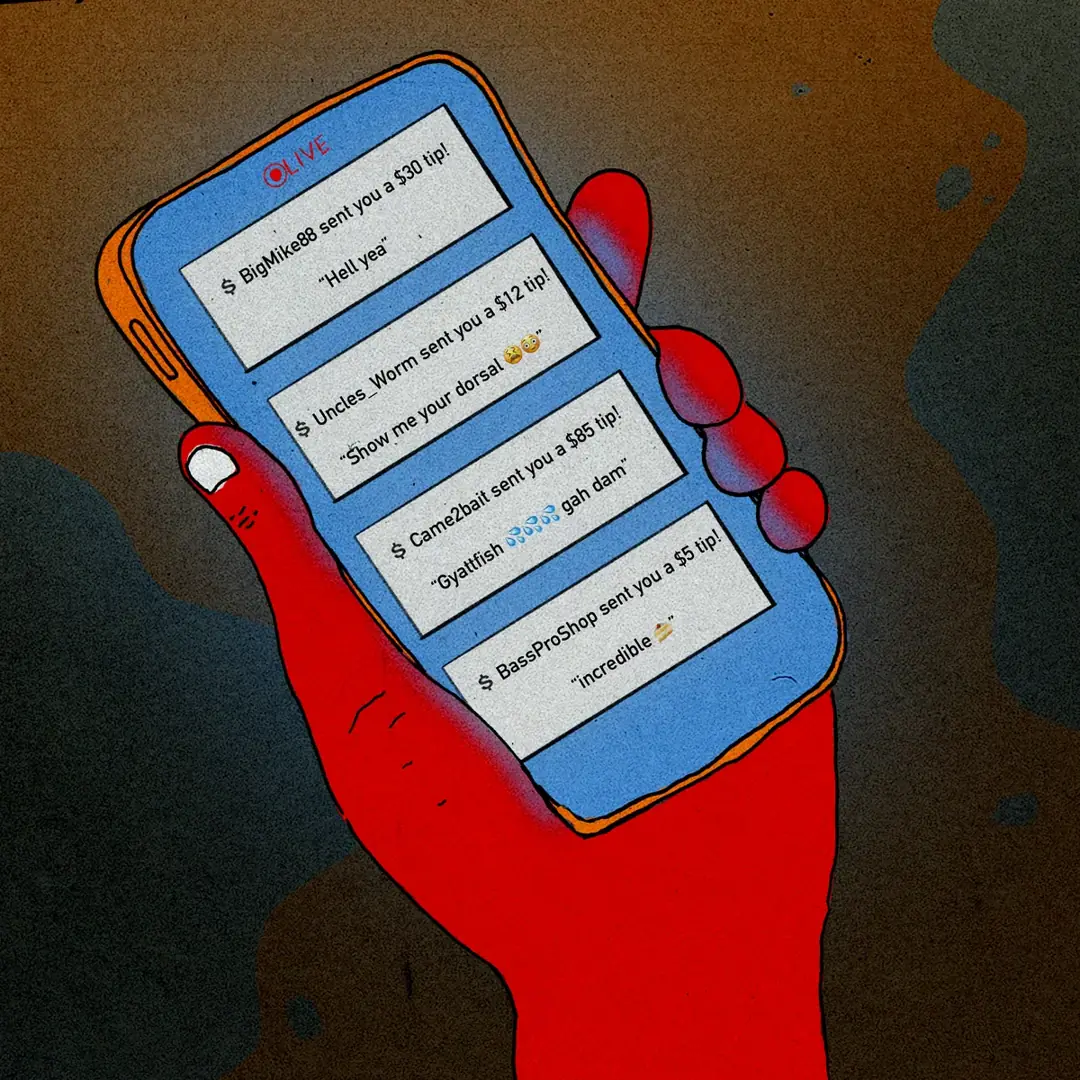 LIVE
$ BigMike88 sent you a $30 tip!
“Hell yea”
$ Uncles_Worm sent you a $12 tip!
“Show me your dorsal 😫😳”
$ Came2bait sent you a $85 tip!
“Gyattfish 💦💦💦 gah dam”
$ BassProShop sent you a $5 tip!
“incredible 🍰”